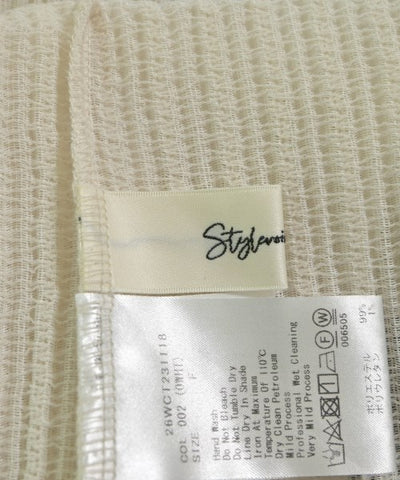 26WCT231118
COL 002 (OWHT)
SIZE F
Hand Wash
Do Not Bleach
Do Not Tumble Dry
Line Dry In Shade
Iron At Maximum
Temperature Of 110°C
Dry Clean Petroleum
Mild Process
Professional Wet Cleaning
Very Mild Process
F
W
006505
ポリエステル 99%
ポリウレタン 1%